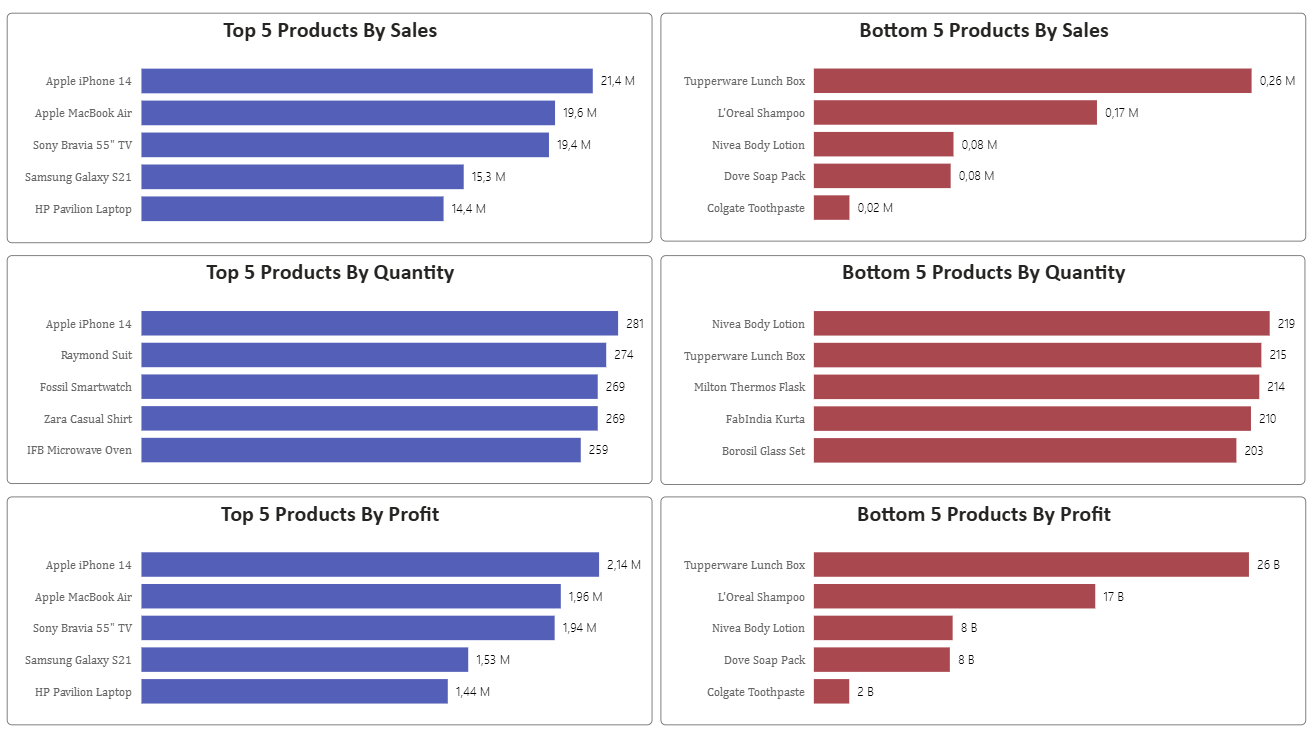 Top 5 Products By Sales
Apple iPhone 14 21,4 M
Apple MacBook Air 19,6 M
Sony Bravia 55" TV 19,4 M
Samsung Galaxy S21 15,3 M
HP Pavilion Laptop 14,4 M
Bottom 5 Products By Sales
Tupperware Lunch Box 0,26 M
L'Oreal Shampoo 0,17 M
Nivea Body Lotion 0,08 M
Dove Soap Pack 0,08 M
Colgate Toothpaste 0,02 M
Top 5 Products By Quantity
Apple iPhone 14 281
Raymond Suit 274
Fossil Smartwatch 269
Zara Casual Shirt 269
IFB Microwave Oven 259
Bottom 5 Products By Quantity
Nivea Body Lotion 219
Tupperware Lunch Box 215
Milton Thermos Flask 214
FabIndia Kurta 210
Borosil Glass Set 203
Top 5 Products By Profit
Apple iPhone 14 2,14 M
Apple MacBook Air 1,96 M
Sony Bravia 55" TV 1,94 M
Samsung Galaxy S21 1,53 M
HP Pavilion Laptop 1,44 M
Bottom 5 Products By Profit
Tupperware Lunch Box 26 B
L'Oreal Shampoo 17 B
Nivea Body Lotion 8 B
Dove Soap Pack 8 B
Colgate Toothpaste 2 B